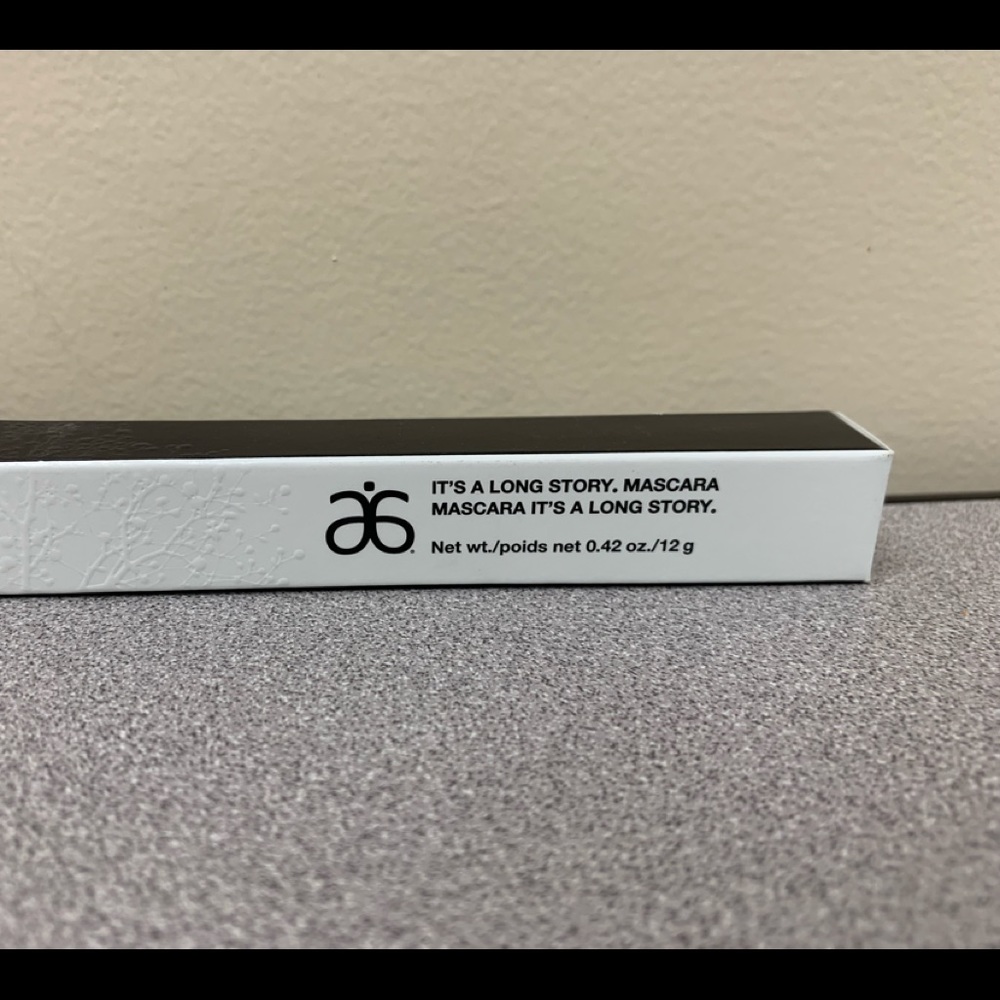 IT'S A LONG STORY. MASCARA
MASCARA IT'S A LONG STORY.
Net wt./poids net 0.42 oz./12 g